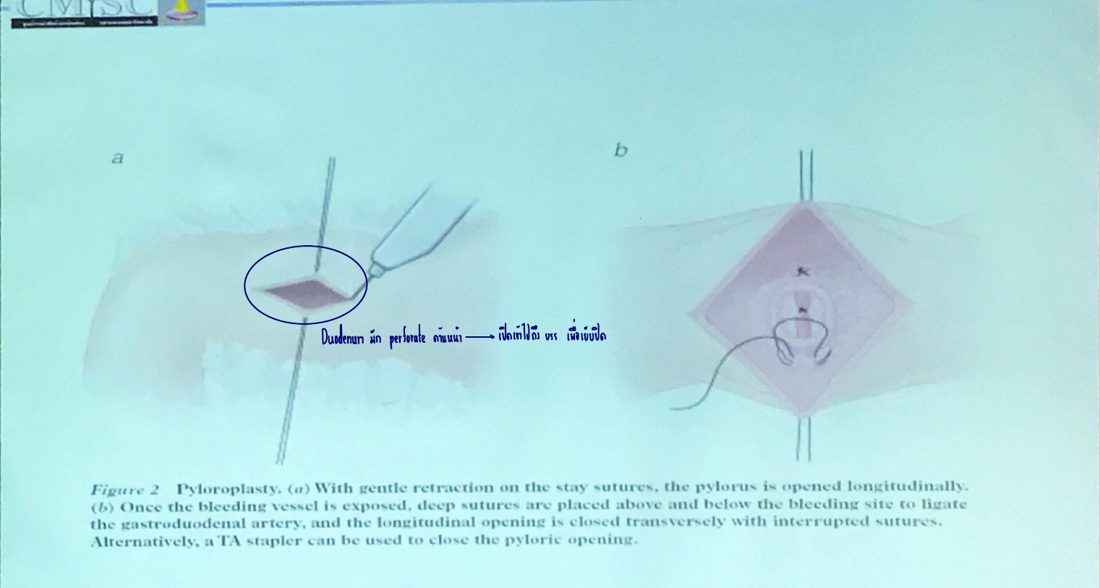 CMISC
a
b
Duodenum มัก perforate ด้านหน้า → เปิดเข้าไปถึง เพื่อเย็บปิด
Figure 2 Pyloroplasty. (a) With gentle retraction on the stay sutures, the pylorus is opened longitudinally.
(b) Once the bleeding vessel is exposed, deep sutures are placed above and below the bleeding site to ligate
the gastroduodenal artery, and the longitudinal opening is closed transversely with interrupted sutures.
Alternatively, a TA stapler can be used to close the pyloric opening.